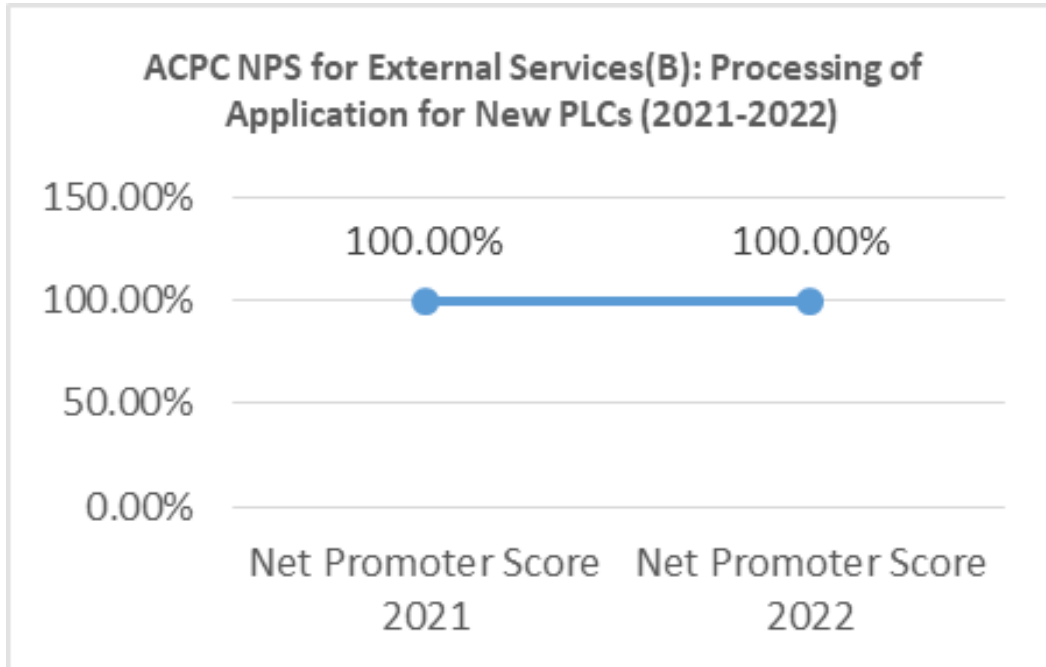 ACPC NPS for External Services(B): Processing of
Application for New PLCs (2021-2022)
150.00%
100.00% 100.00%
100.00%
50.00%
0.00%
Net Promoter Score Net Promoter Score
2021 2022